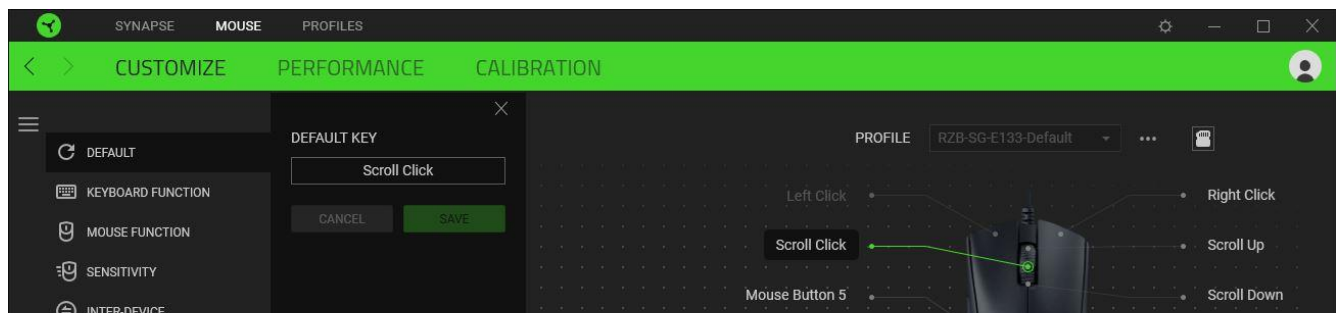 SYNAPSE MOUSE PROFILES
CUSTOMIZE PERFORMANCE CALIBRATION
DEFAULT
KEYBOARD FUNCTION
MOUSE FUNCTION
SENSITIVITY
INTER-DEVICE
DEFAULT KEY
Scroll Click
CANCEL SAVE
PROFILE RZB-SG-E133-Default
Left Click Right Click
Scroll Click Scroll Up
Mouse Button 5 Scroll Down